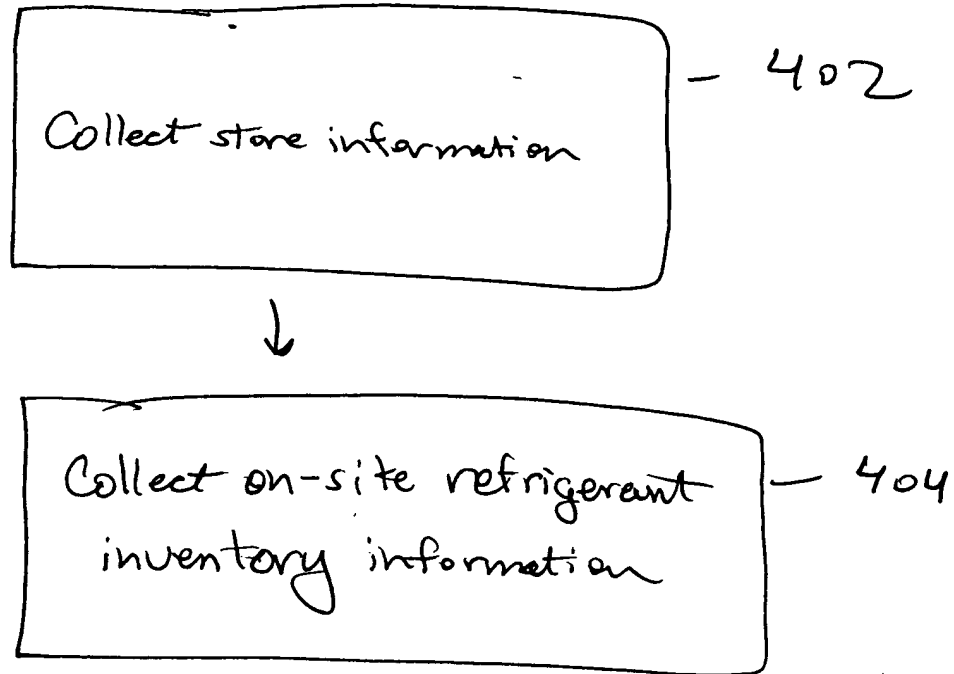 Collect store information
- 402
Collect on-site refrigerant
inventory information
- 404